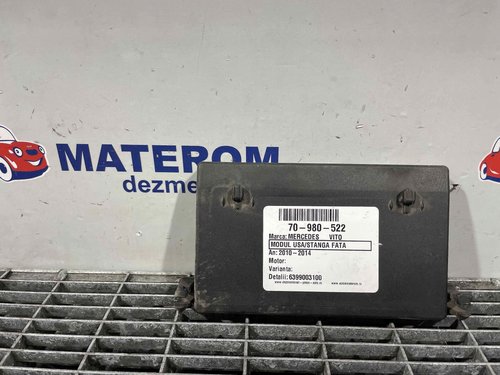 MATEROM
dezme
70-980-522
Marca: MERCEDES VITO
MODUL USA/STANGA FATA
An: 2010-2014
Motor:
Varianta:
Detalii: 6399003100